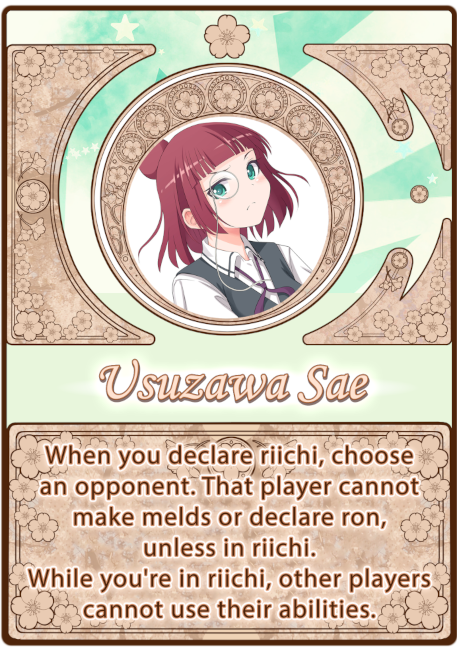 Usuzawa Sae
When you declare riichi, choose
an opponent. That player cannot
make melds or declare ron,
unless in riichi.
While you're in riichi, other players
cannot use their abilities.